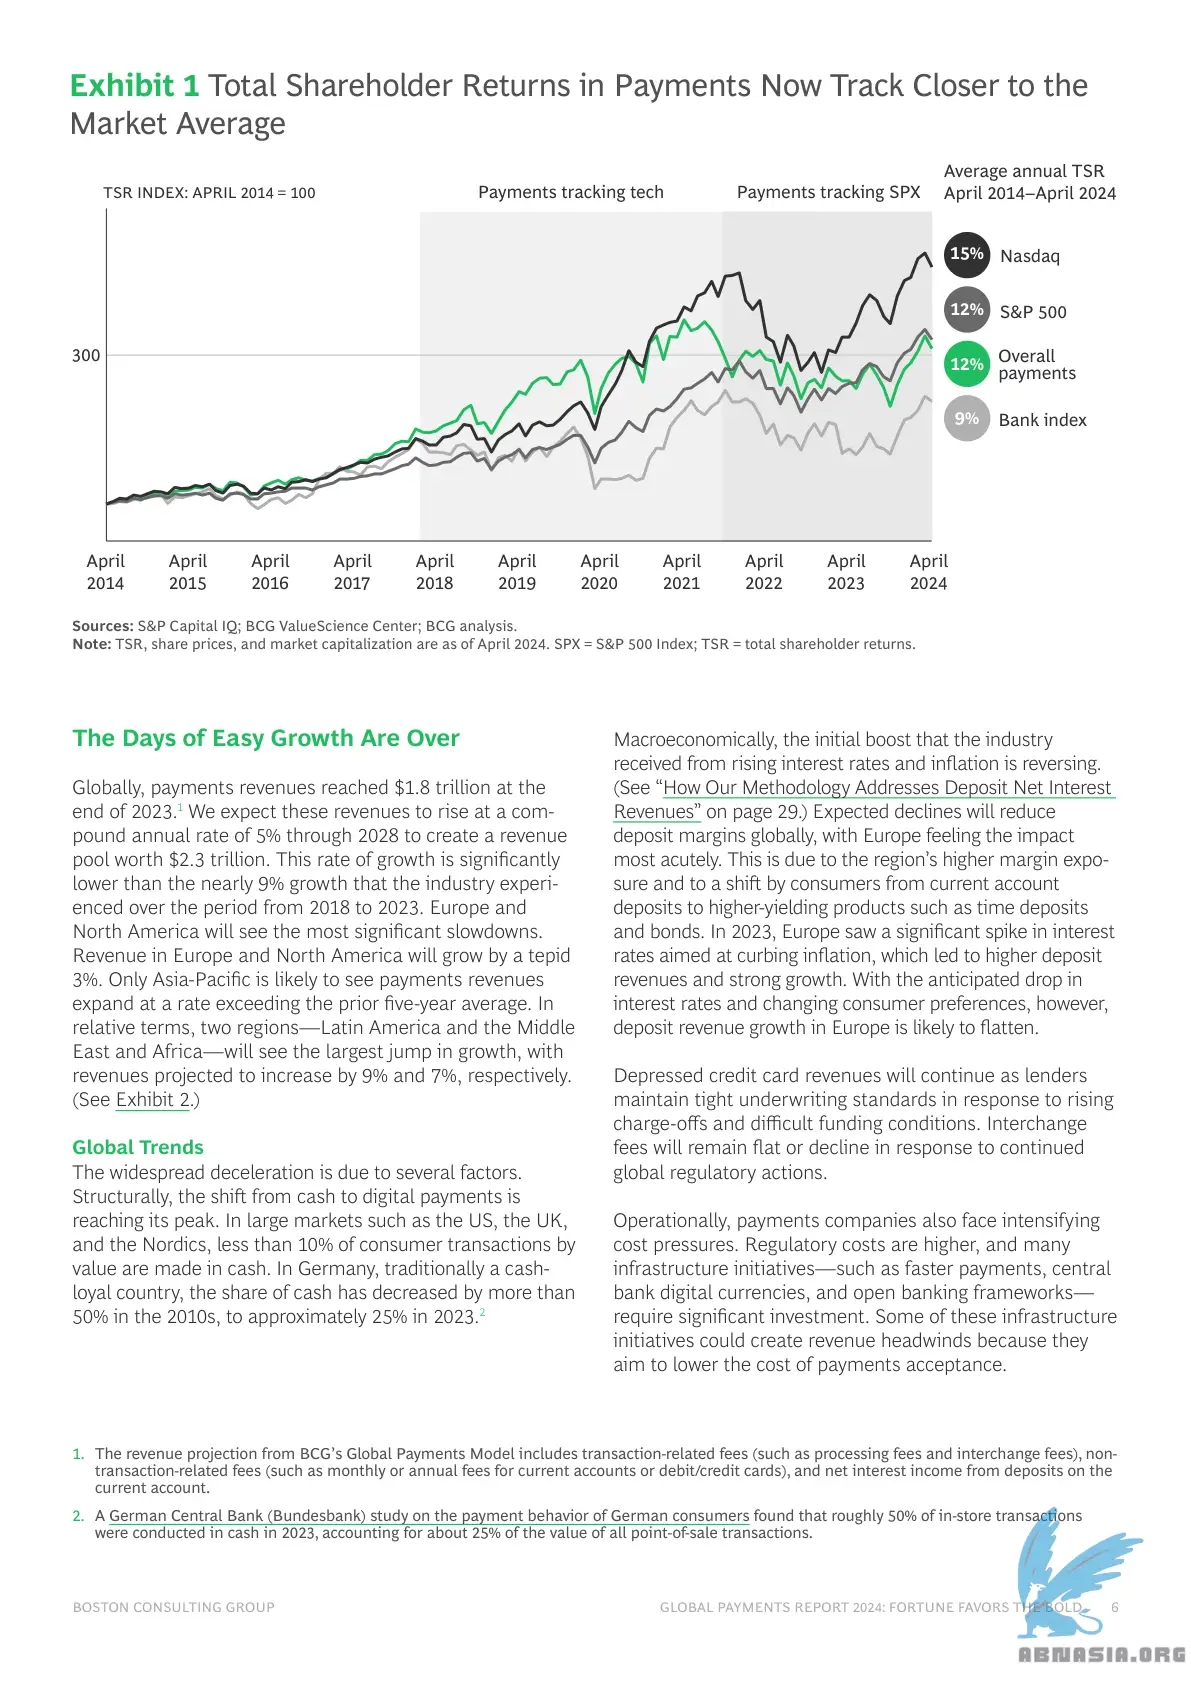 Exhibit 1 Total Shareholder Returns in Payments Now Track Closer to the
Market Average
TSR INDEX: APRIL 2014 = 100
Payments tracking tech
Payments tracking SPX
Average annual TSR
April 2014–April 2024
15% Nasdaq
12% S&P 500
12% Overall
payments
9% Bank index
300
April
2014
April
2015
April
2016
April
2017
April
2018
April
2019
April
2020
April
2021
April
2022
April
2023
April
2024
Sources: S&P Capital IQ; BCG ValueScience Center; BCG analysis.
Note: TSR, share prices, and market capitalization are as of April 2024. SPX = S&P 500 Index; TSR = total shareholder returns.
The Days of Easy Growth Are Over
Globally, payments revenues reached $1.8 trillion at the
end of 2023.1 We expect these revenues to rise at a com-
pound annual rate of 5% through 2028 to create a revenue
pool worth $2.3 trillion. This rate of growth is significantly
lower than the nearly 9% growth that the industry experi-
enced over the period from 2018 to 2023. Europe and
North America will see the most significant slowdowns.
Revenue in Europe and North America will grow by a tepid
3%. Only Asia-Pacific is likely to see payments revenues
expand at a rate exceeding the prior five-year average. In
relative terms, two regions—Latin America and the Middle
East and Africa—will see the largest jump in growth, with
revenues projected to increase by 9% and 7%, respectively.
(See Exhibit 2.)
Global Trends
The widespread deceleration is due to several factors.
Structurally, the shift from cash to digital payments is
reaching its peak. In large markets such as the US, the UK,
and the Nordics, less than 10% of consumer transactions by
value are made in cash. In Germany, traditionally a cash-
loyal country, the share of cash has decreased by more than
50% in the 2010s, to approximately 25% in 2023.2
Macroeconomically, the initial boost that the industry
received from rising interest rates and inflation is reversing.
(See “How Our Methodology Addresses Deposit Net Interest
Revenues” on page 29.) Expected declines will reduce
deposit margins globally, with Europe feeling the impact
most acutely. This is due to the region’s higher margin expo-
sure and to a shift by consumers from current account
deposits to higher-yielding products such as time deposits
and bonds. In 2023, Europe saw a significant spike in interest
rates aimed at curbing inflation, which led to higher deposit
revenues and strong growth. With the anticipated drop in
interest rates and changing consumer preferences, however,
deposit revenue growth in Europe is likely to flatten.
Depressed credit card revenues will continue as lenders
maintain tight underwriting standards in response to rising
charge-offs and difficult funding conditions. Interchange
fees will remain flat or decline in response to continued
global regulatory actions.
Operationally, payments companies also face intensifying
cost pressures. Regulatory costs are higher, and many
infrastructure initiatives—such as faster payments, central
bank digital currencies, and open banking frameworks—
require significant investment. Some of these infrastructure
initiatives could create revenue headwinds because they
aim to lower the cost of payments acceptance.
1. The revenue projection from BCG’s Global Payments Model includes transaction-related fees (such as processing fees and interchange fees), non-
transaction-related fees (such as monthly or annual fees for current accounts or debit/credit cards), and net interest income from deposits on the
current account.
2. A German Central Bank (Bundesbank) study on the payment behavior of German consumers found that roughly 50% of in-store transactions
were conducted in cash in 2023, accounting for about 25% of the value of all point-of-sale transactions.
BOSTON CONSULTING GROUP
GLOBAL PAYMENTS REPORT 2024: FORTUNE FAVORS THE BOLD 6
ABNASIA.ORG